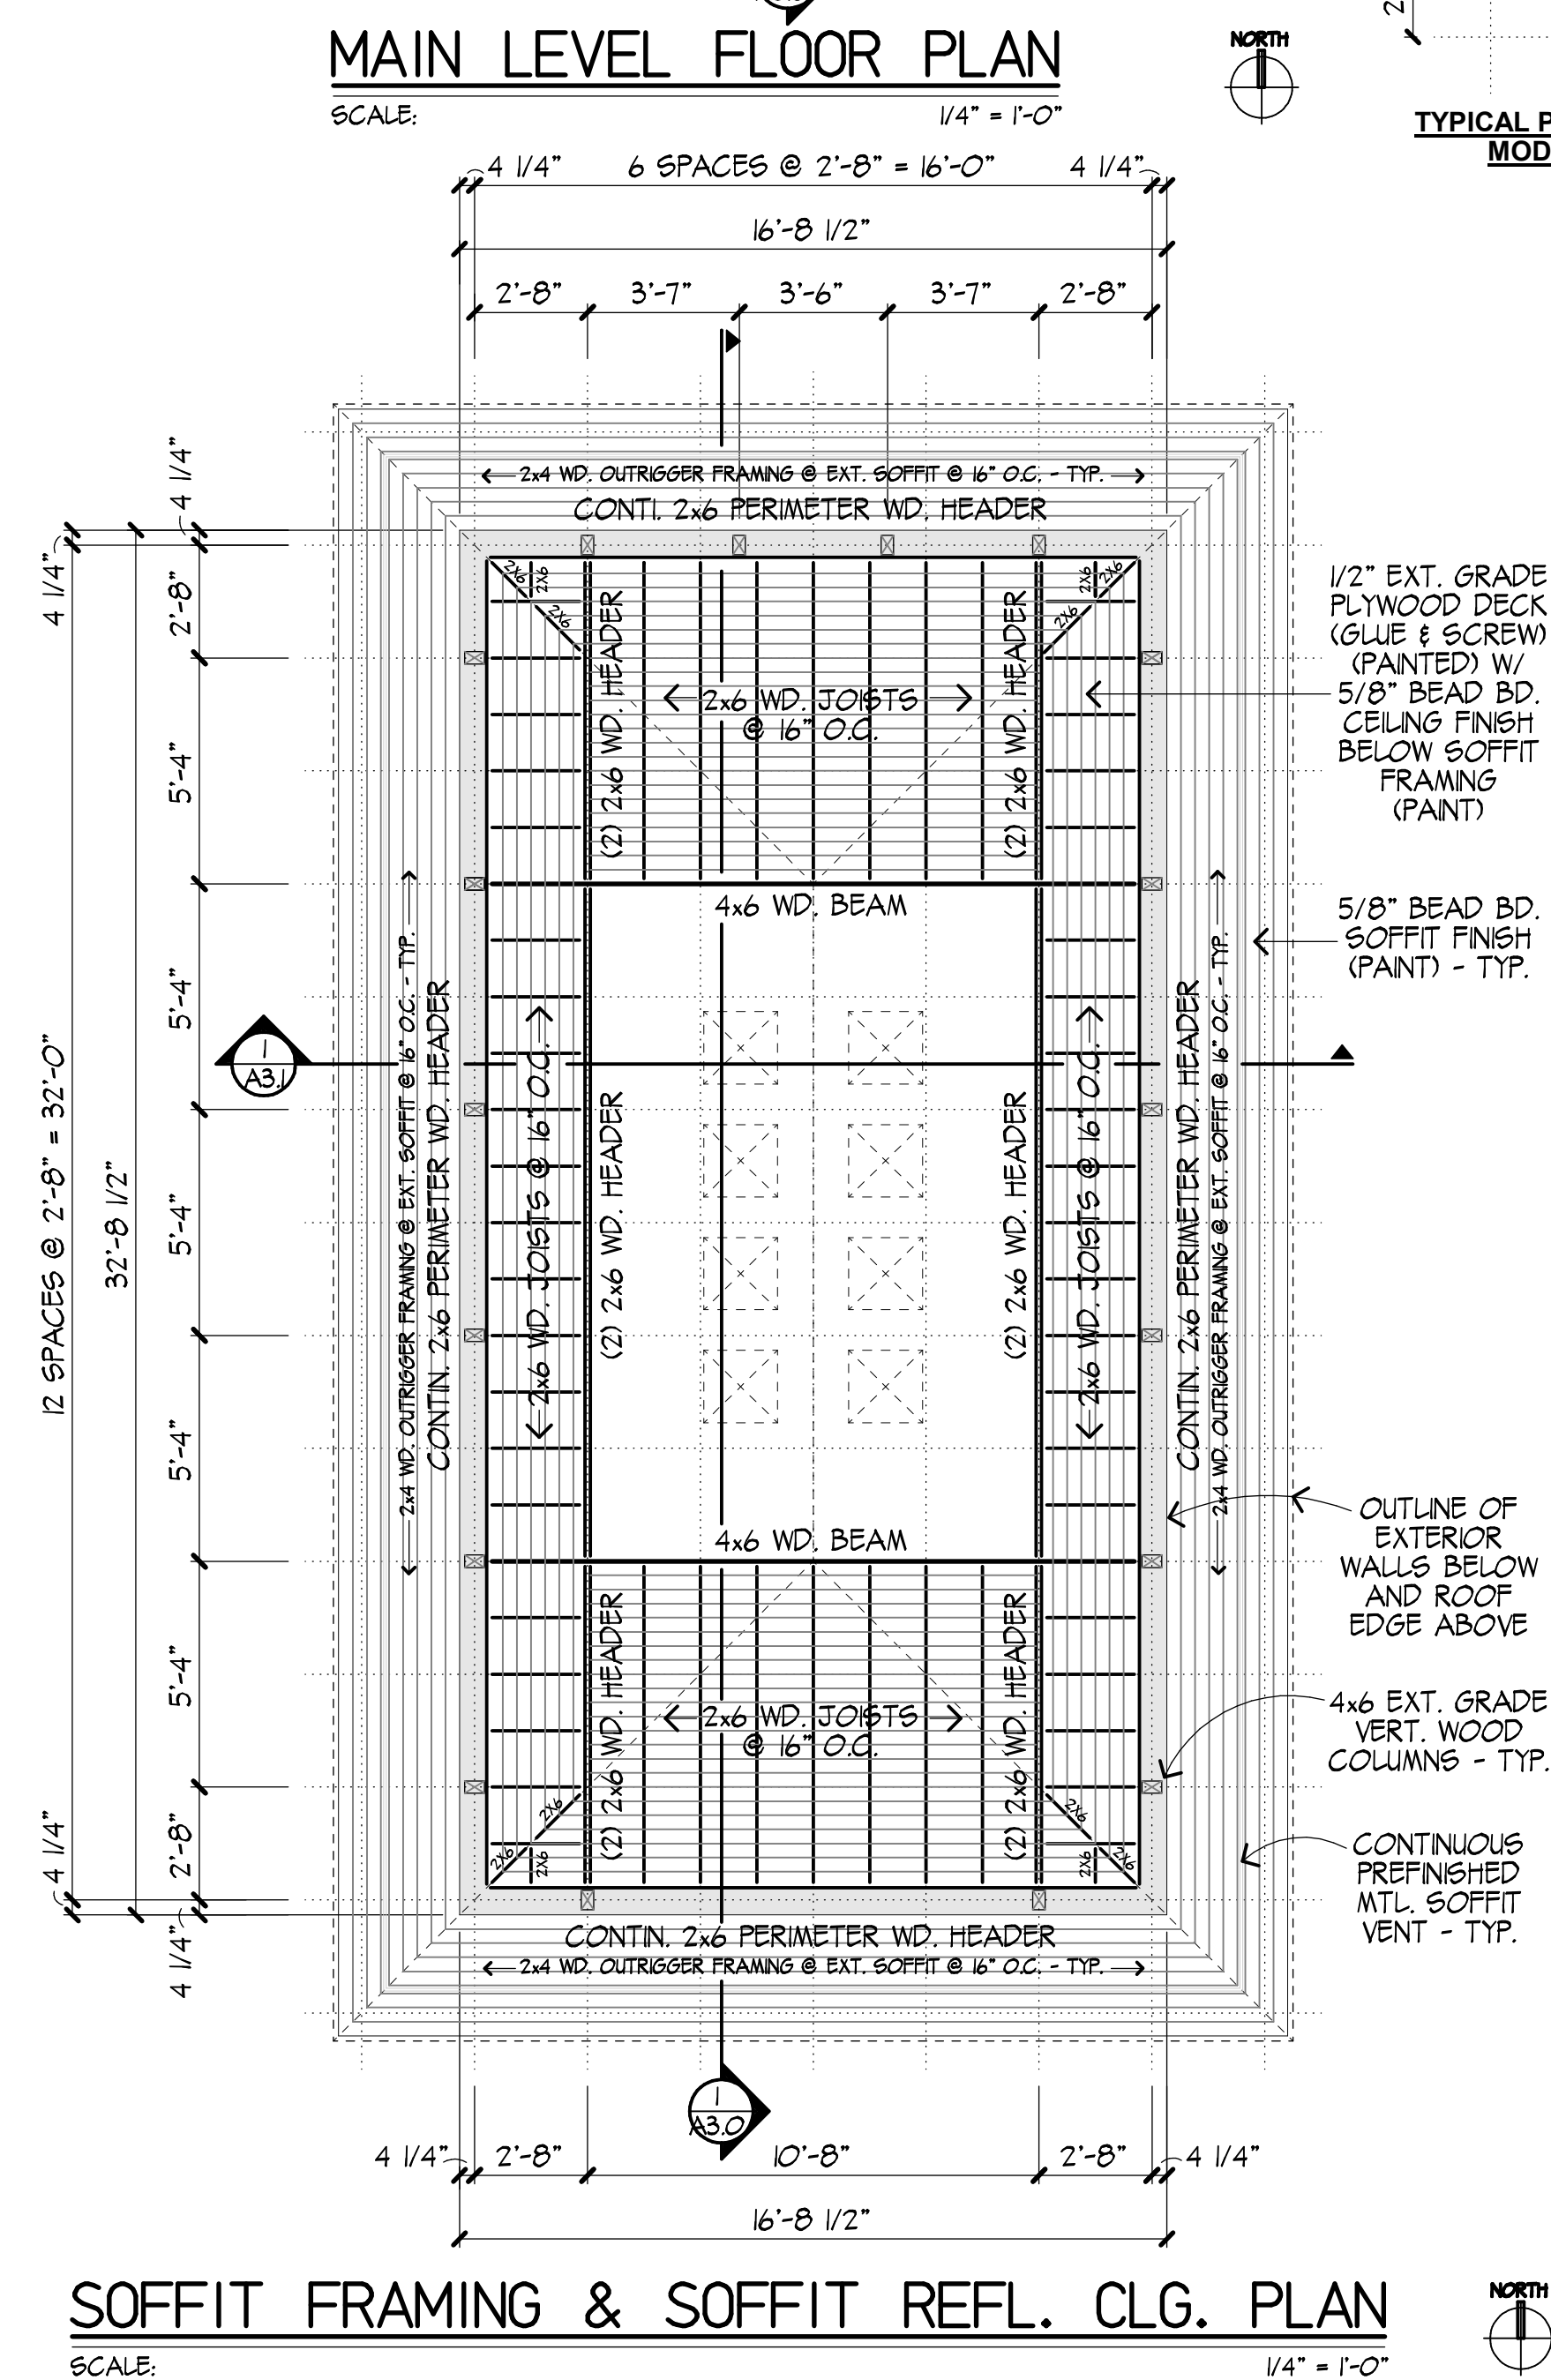 MAIN LEVEL FLOOR PLAN
SCALE: 1/4" = 1'-0"
NORTH
2
TYPICAL P
MOD
4 1/4" 6 SPACES @ 2'-8" = 16'-0" 4 1/4"
16'-8 1/2"
2'-8" 3'-7" 3'-6" 3'-7" 2'-8"
2x4 WD. OUTRIGGER FRAMING @ EXT. SOFFIT @ 16" O.C. - TYP.
CONTI. 2x6 PERIMETER WD. HEADER
4 1/4"
4 1/4"
2'-8"
5'-4"
5'-4"
5'-4"
5'-4"
5'-4"
2'-8"
4 1/4"
4 1/4"
12 SPACES @ 2'-8" = 32'-0"
32'-8 1/2"
2X6
2X6
2X6
2X6
2X6
2X6
(2) 2x6 WD. HEADER
(2) 2x6 WD. HEADER
2x6 WD. JOISTS
@ 16" O.C.
4x6 WD. BEAM
1
A3.1
2x4 WD. OUTRIGGER FRAMING @ EXT. SOFFIT @ 16" O.C. - TYP.
CONTIN. 2x6 PERIMETER WD. HEADER
2x6 WD. JOISTS @ 16" O.C.
(2) 2x6 WD. HEADER
(2) 2x6 WD. HEADER
2x6 WD. JOISTS @ 16" O.C.
CONTIN. 2x6 PERIMETER WD. HEADER
2x4 WD. OUTRIGGER FRAMING @ EXT. SOFFIT @ 16" O.C. - TYP.
4x6 WD. BEAM
(2) 2x6 WD. HEADER
(2) 2x6 WD. HEADER
2x6 WD. JOISTS
@ 16" O.C.
2X6
2X6
2X6
2X6
2X6
2X6
CONTIN. 2x6 PERIMETER WD. HEADER
2x4 WD. OUTRIGGER FRAMING @ EXT. SOFFIT @ 16" O.C. - TYP.
1/2" EXT. GRADE
PLYWOOD DECK
(GLUE & SCREW)
(PAINTED) W/
5/8" BEAD BD.
CEILING FINISH
BELOW SOFFIT
FRAMING
(PAINT)
5/8" BEAD BD.
SOFFIT FINISH
(PAINT) - TYP.
OUTLINE OF
EXTERIOR
WALLS BELOW
AND ROOF
EDGE ABOVE
4x6 EXT. GRADE
VERT. WOOD
COLUMNS - TYP.
CONTINUOUS
PREFINISHED
MTL. SOFFIT
VENT - TYP.
1
A3.0
4 1/4" 2'-8" 10'-8" 2'-8" 4 1/4"
16'-8 1/2"
SOFFIT FRAMING & SOFFIT REFL. CLG. PLAN
SCALE: 1/4" = 1'-0"
NORTH